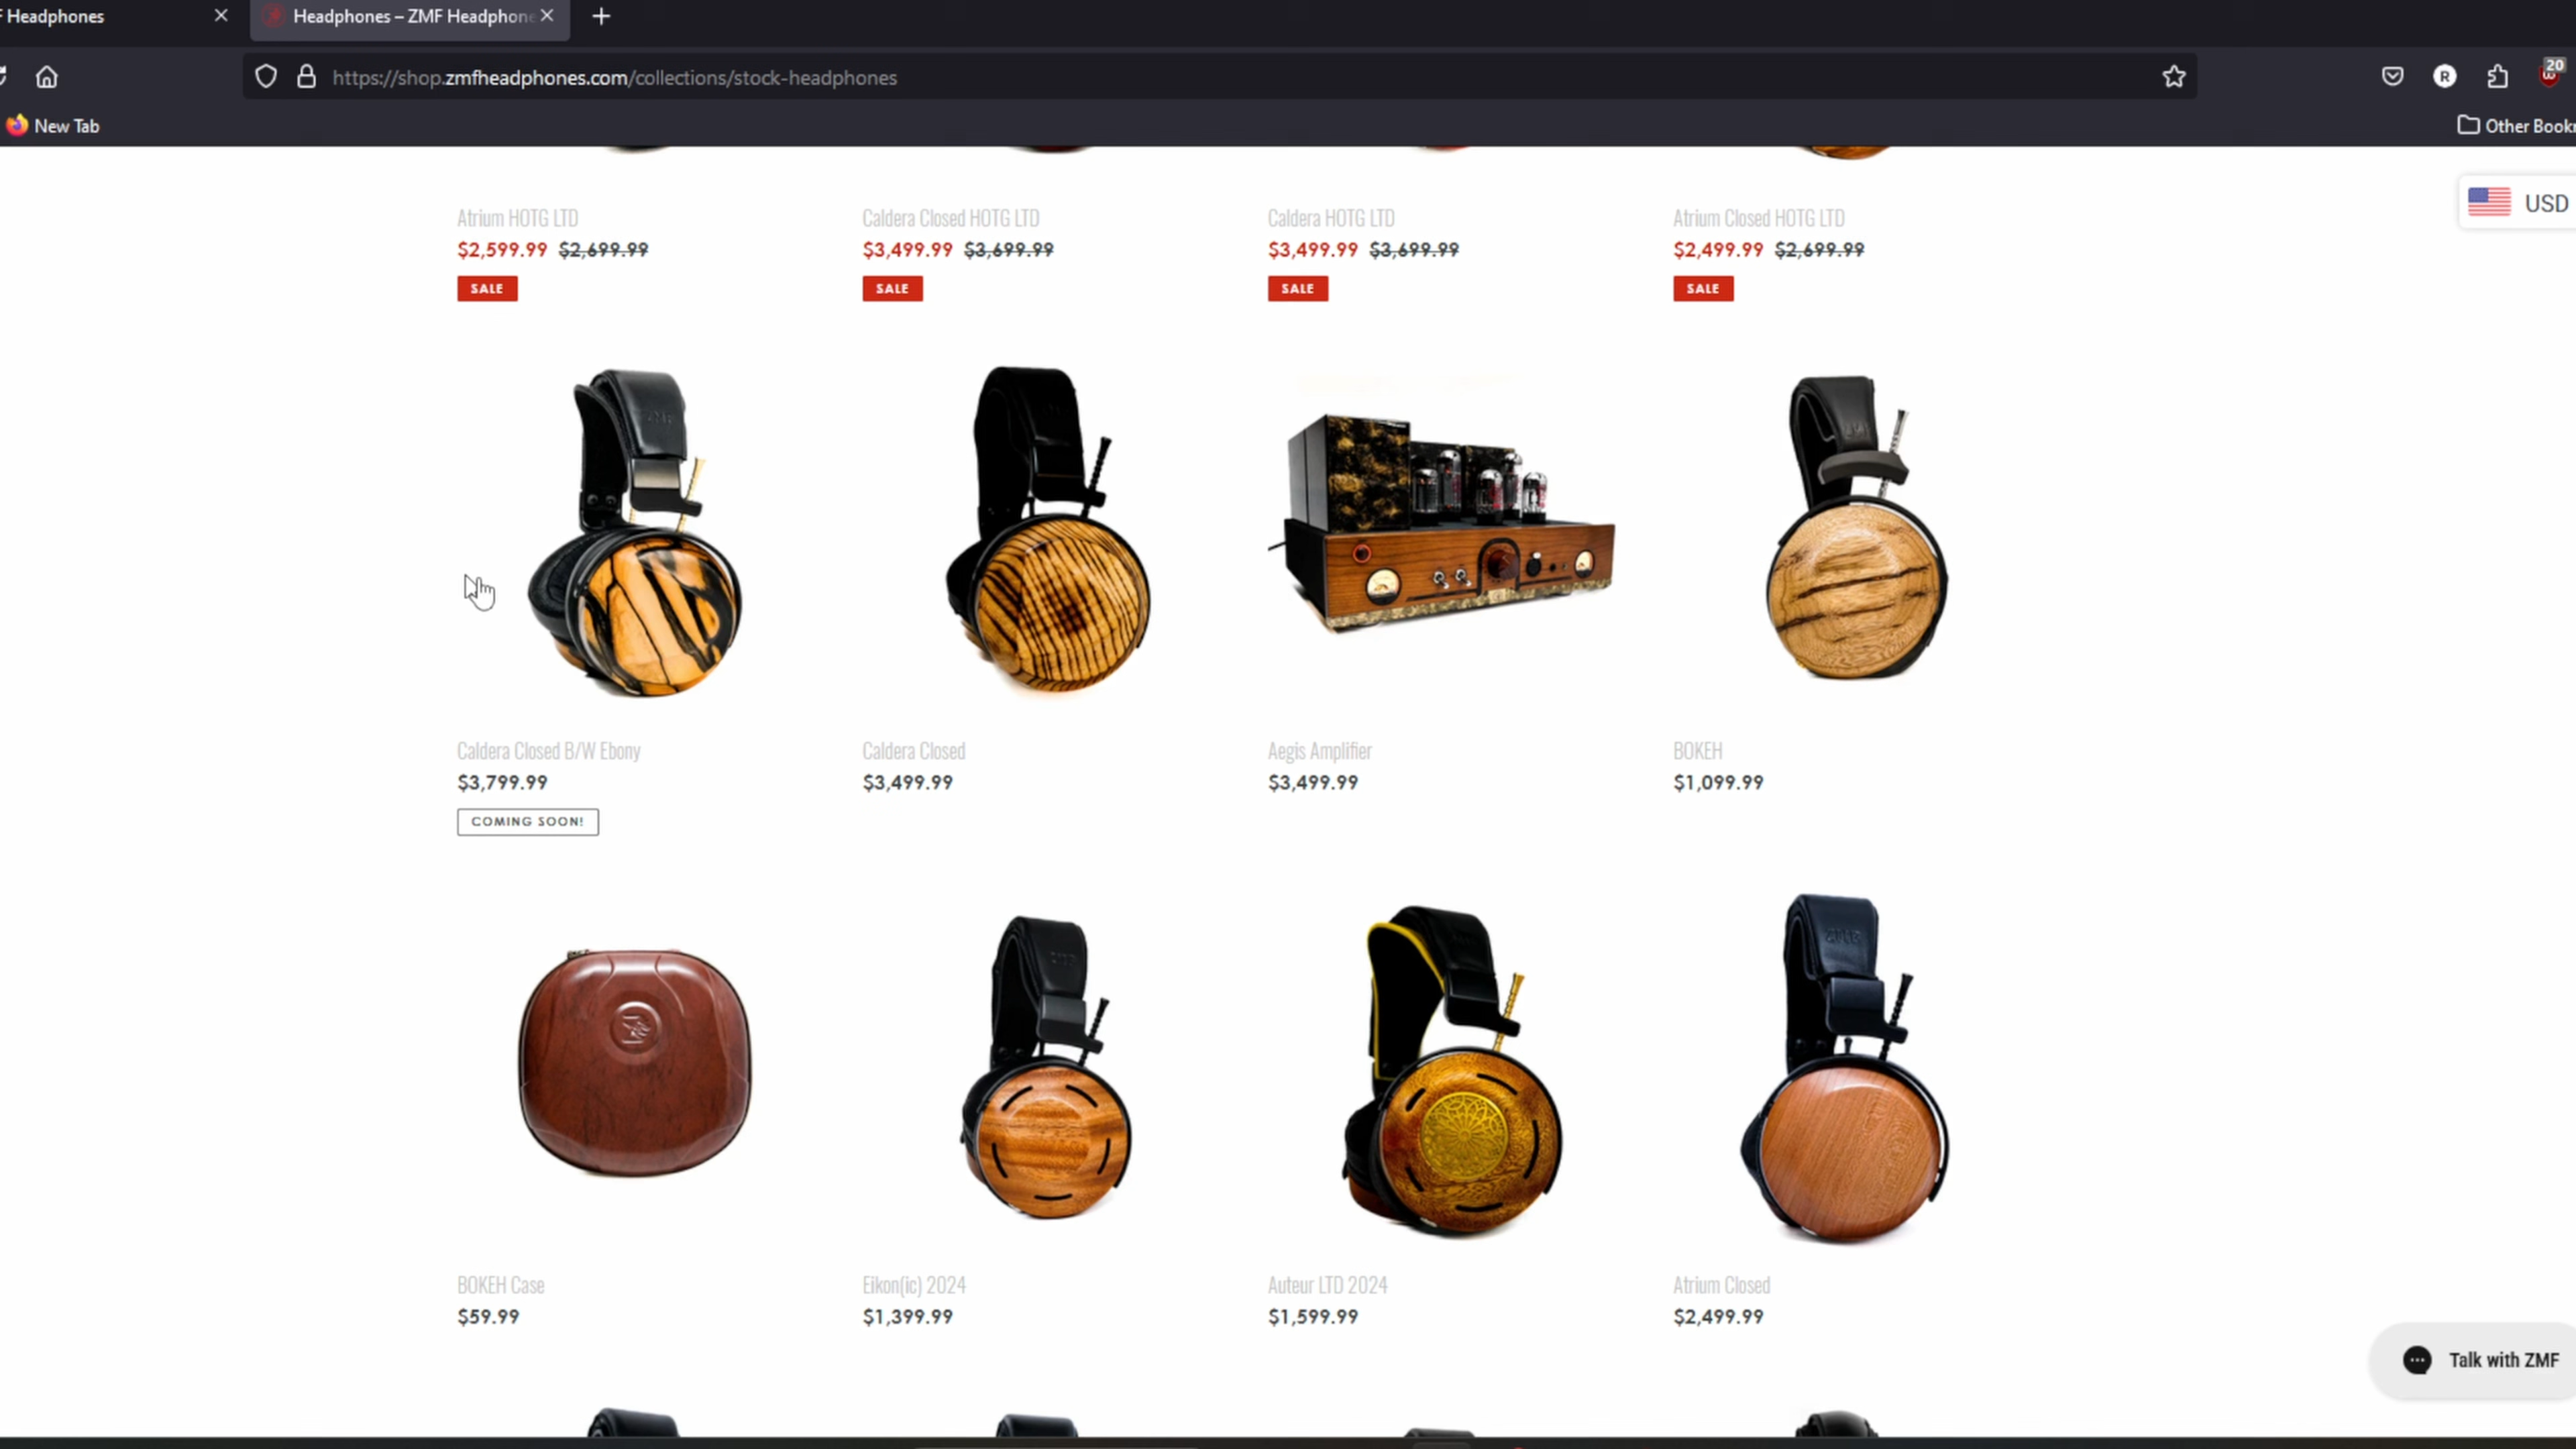 F Headphones
Headphones – ZMF Headphone
https://shop.zmfheadphones.com/collections/stock-headphones
R
20
New Tab
Other Book
USD
Atrium HOTG LTD
$2,599.99 $2,699.99
SALE
Caldera Closed HOTG LTD
$3,499.99 $3,699.99
SALE
Caldera HOTG LTD
$3,499.99 $3,699.99
SALE
Atrium Closed HOTG LTD
$2,499.99 $2,699.99
SALE
Caldera Closed B/W Ebony
$3,799.99
COMING SOON!
Caldera Closed
$3,499.99
Aegis Amplifier
$3,499.99
BOKEH
$1,099.99
BOKEH Case
$59.99
Eikon(ic) 2024
$1,399.99
Auteur LTD 2024
$1,599.99
Atrium Closed
$2,499.99
Talk with ZMF